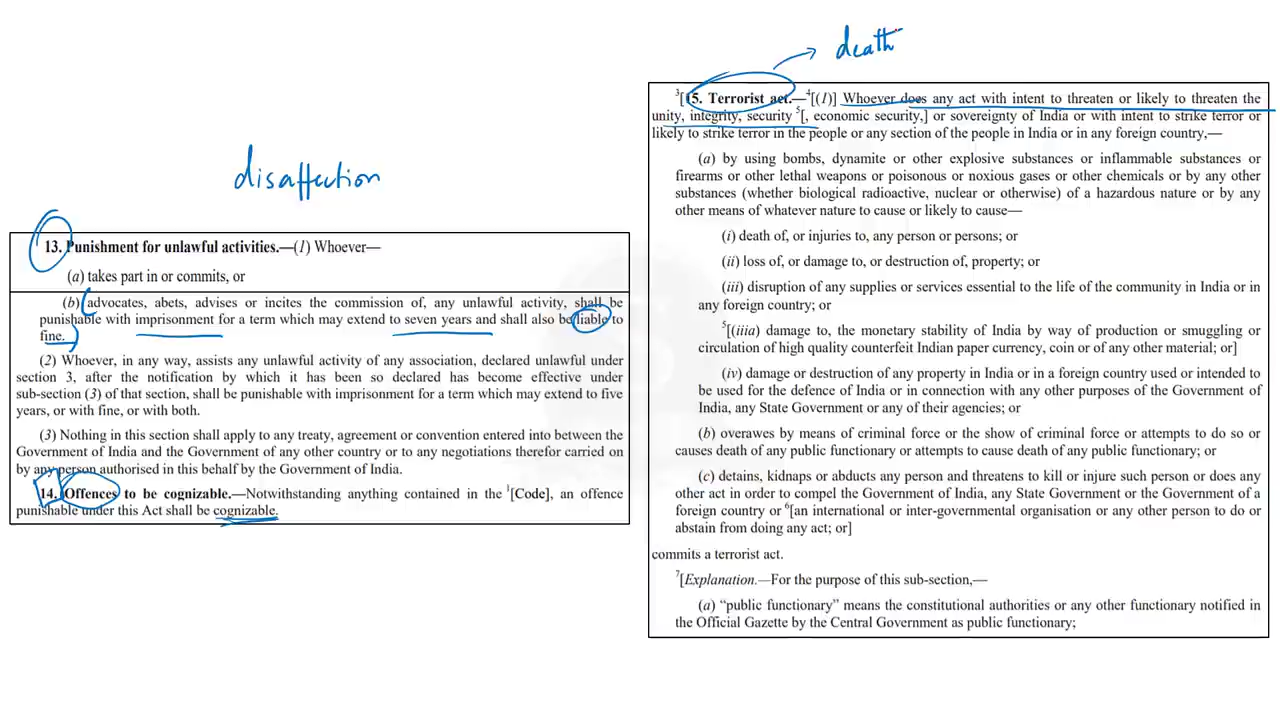 death
disaffection
13. Punishment for unlawful activities.—(1) Whoever—
(a) takes part in or commits, or
(b) advocates, abets, advises or incites the commission of, any unlawful activity, shall be
punishable with imprisonment for a term which may extend to seven years and shall also be liable to
fine.
(2) Whoever, in any way, assists any unlawful activity of any association, declared unlawful under
section 3, after the notification by which it has been so declared has become effective under
sub-section (3) of that section, shall be punishable with imprisonment for a term which may extend to five
years, or with fine, or with both.
(3) Nothing in this section shall apply to any treaty, agreement or convention entered into between the
Government of India and the Government of any other country or to any negotiations therefor carried on
by any person authorised in this behalf by the Government of India.
14. Offences to be cognizable.—Notwithstanding anything contained in the 1[Code], an offence
punishable under this Act shall be cognizable.
3[15. Terrorist act.—4[(1)] Whoever does any act with intent to threaten or likely to threaten the
unity, integrity, security 5[, economic security,] or sovereignty of India or with intent to strike terror or
likely to strike terror in the people or any section of the people in India or in any foreign country,—
(a) by using bombs, dynamite or other explosive substances or inflammable substances or
firearms or other lethal weapons or poisonous or noxious gases or other chemicals or by any other
substances (whether biological radioactive, nuclear or otherwise) of a hazardous nature or by any
other means of whatever nature to cause or likely to cause—
(i) death of, or injuries to, any person or persons; or
(ii) loss of, or damage to, or destruction of, property; or
(iii) disruption of any supplies or services essential to the life of the community in India or in
any foreign country; or
5[(iiia) damage to, the monetary stability of India by way of production or smuggling or
circulation of high quality counterfeit Indian paper currency, coin or of any other material; or]
(iv) damage or destruction of any property in India or in a foreign country used or intended to
be used for the defence of India or in connection with any other purposes of the Government of
India, any State Government or any of their agencies; or
(b) overawes by means of criminal force or the show of criminal force or attempts to do so or
causes death of any public functionary or attempts to cause death of any public functionary; or
(c) detains, kidnaps or abducts any person and threatens to kill or injure such person or does any
other act in order to compel the Government of India, any State Government or the Government of a
foreign country or 6[an international or inter-governmental organisation or any other person to do or
abstain from doing any act; or]
commits a terrorist act.
7[Explanation.—For the purpose of this sub-section,—
(a) “public functionary” means the constitutional authorities or any other functionary notified in
the Official Gazette by the Central Government as public functionary;